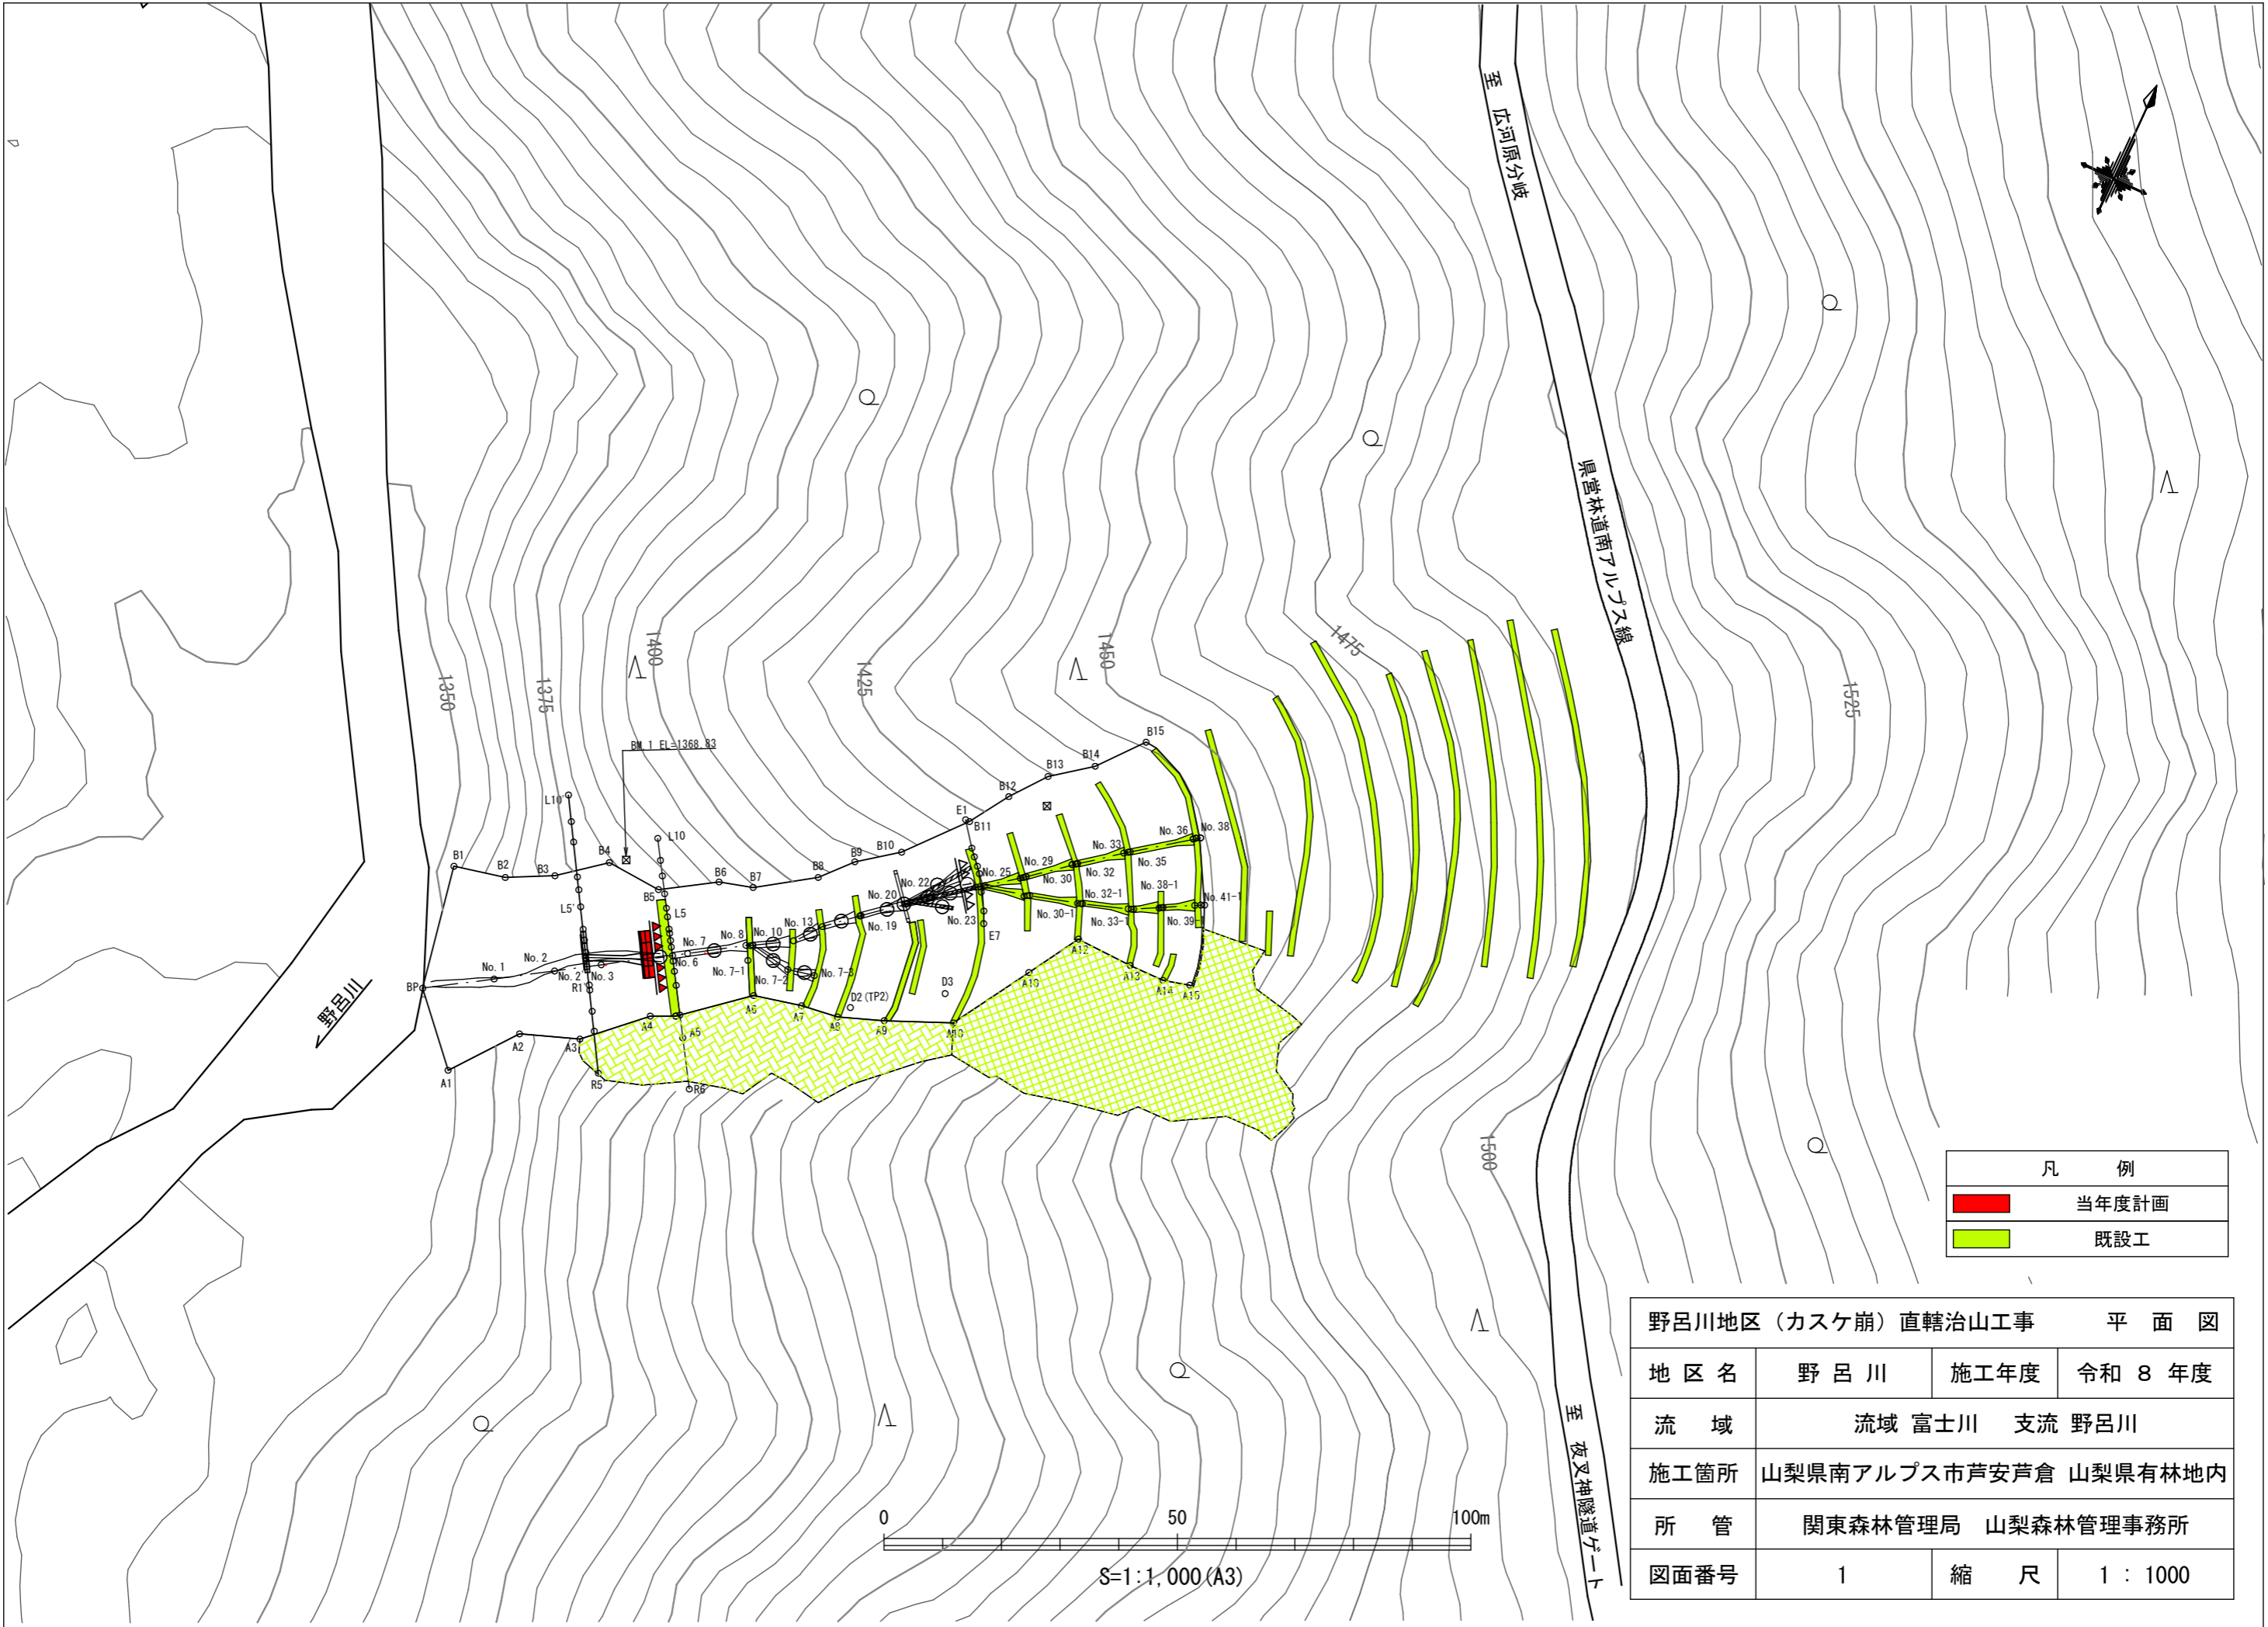 至 広河原分岐
県営林道南アルプス線
至 夜叉神隧道ゲート
野呂川
1350
1375
1400
1425
1450
1475
1500
1525
BM.1 EL=1368.83
B1
B2
B3
B4
B5
B6
B7
B8
B9
B10
B11
B12
B13
B14
B15
E1
E7
L10'
L10
L5'
L5
R1'
R5
R6
BP
A1
A2
A3
A4
A5
A6
A7
A8
A9
A10
A12
A13
A14
A15
D2(TP2)
D3
No.1
No.2
No.2'
No.3
No.6
No.7
No.7-1
No.7-2
No.7-3
No.8
No.10
No.13
No.19
No.20
No.22
No.23
No.25
No.29
No.30
No.30-1
No.32
No.32-1
No.33
No.33-1
No.35
No.36
No.38
No.38-1
No.39-1
No.41-1
0 50 100m
S=1:1,000(A3)
凡 例
当年度計画
既設工
野呂川地区（カスケ崩）直轄治山工事 平 面 図
地 区 名 野 呂 川 施工年度 令和 8 年度
流 域 流域 富士川 支流 野呂川
施工箇所 山梨県南アルプス市芦安芦倉 山梨県有林地内
所 管 関東森林管理局 山梨森林管理事務所
図面番号 1 縮 尺 1 : 1000